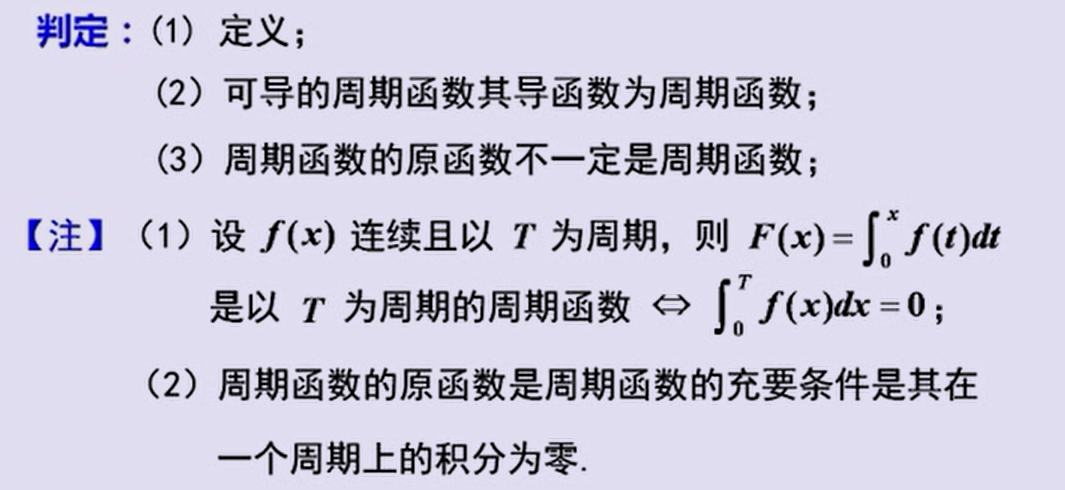 判定：(1) 定义；
(2) 可导的周期函数其导函数为周期函数；
(3) 周期函数的原函数不一定是周期函数；
【注】(1) 设 f(x) 连续且以 T 为周期，则 F(x)=∫₀ˣ f(t)dt
是以 T 为周期的周期函数 ⇔ ∫₀ᵀ f(x)dx=0；
(2) 周期函数的原函数是周期函数的充要条件是其在
一个周期上的积分为零.